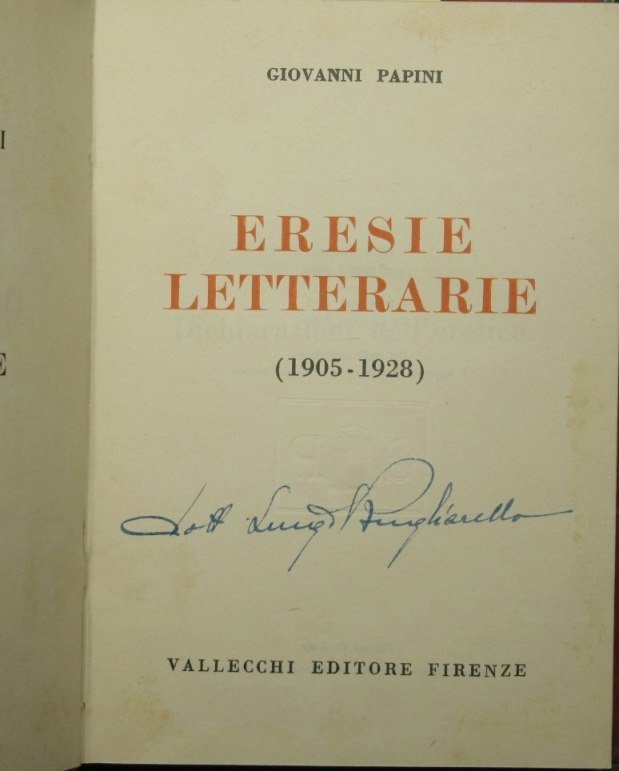 GIOVANNI PAPINI
ERESIE
LETTERARIE
(1905-1928)
Dott Luigi
VALLECCHI EDITORE FIRENZE
I
E